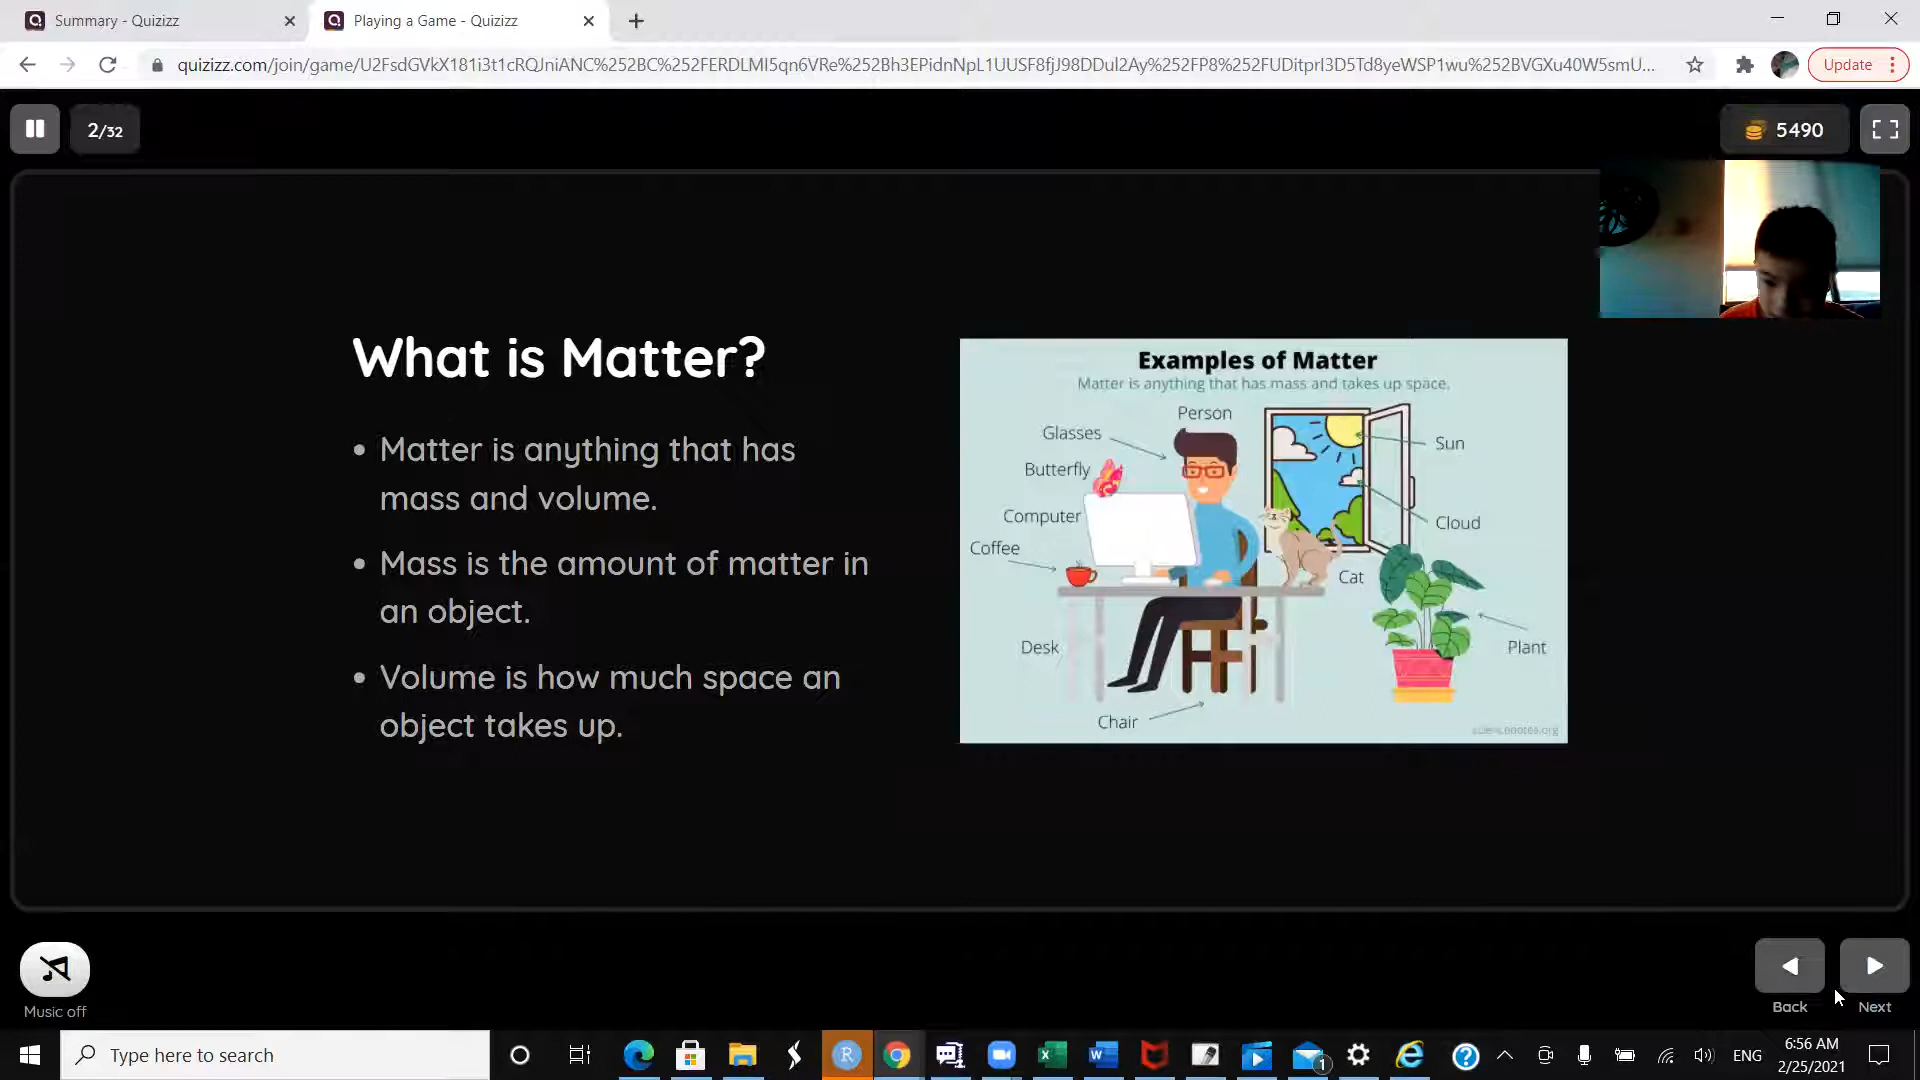 Summary - Quizizz
Playing a Game - Quizizz
quizizz.com/join/game/U2FsdGVkX181i3t1cRQJniANC%252BC%252FERDLMI5qn6VRe%252Bh3EPidnNpL1UUSF8fJ98DDul2Ay%252FP8%252FUDitprI3D5Td8yeWSP1wu%252BVGXu40W5smU...
Update
2/32
5490
What is Matter?
• Matter is anything that has
mass and volume.
• Mass is the amount of matter in
an object.
• Volume is how much space an
object takes up.
Examples of Matter
Matter is anything that has mass and takes up space.
Person
Glasses
Sun
Butterfly
Computer
Cloud
Coffee
Cat
Desk
Plant
Chair
sciencenotes.org
Music off
Back
Next
Type here to search
R
1
ENG
6:56 AM
2/25/2021